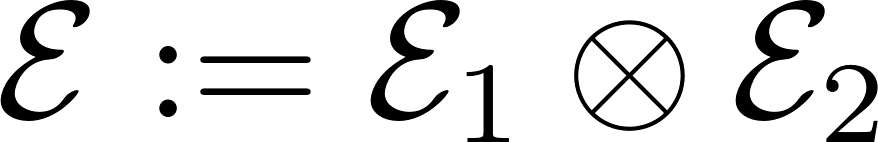 ℰ := ℰ₁ ⊗ ℰ₂